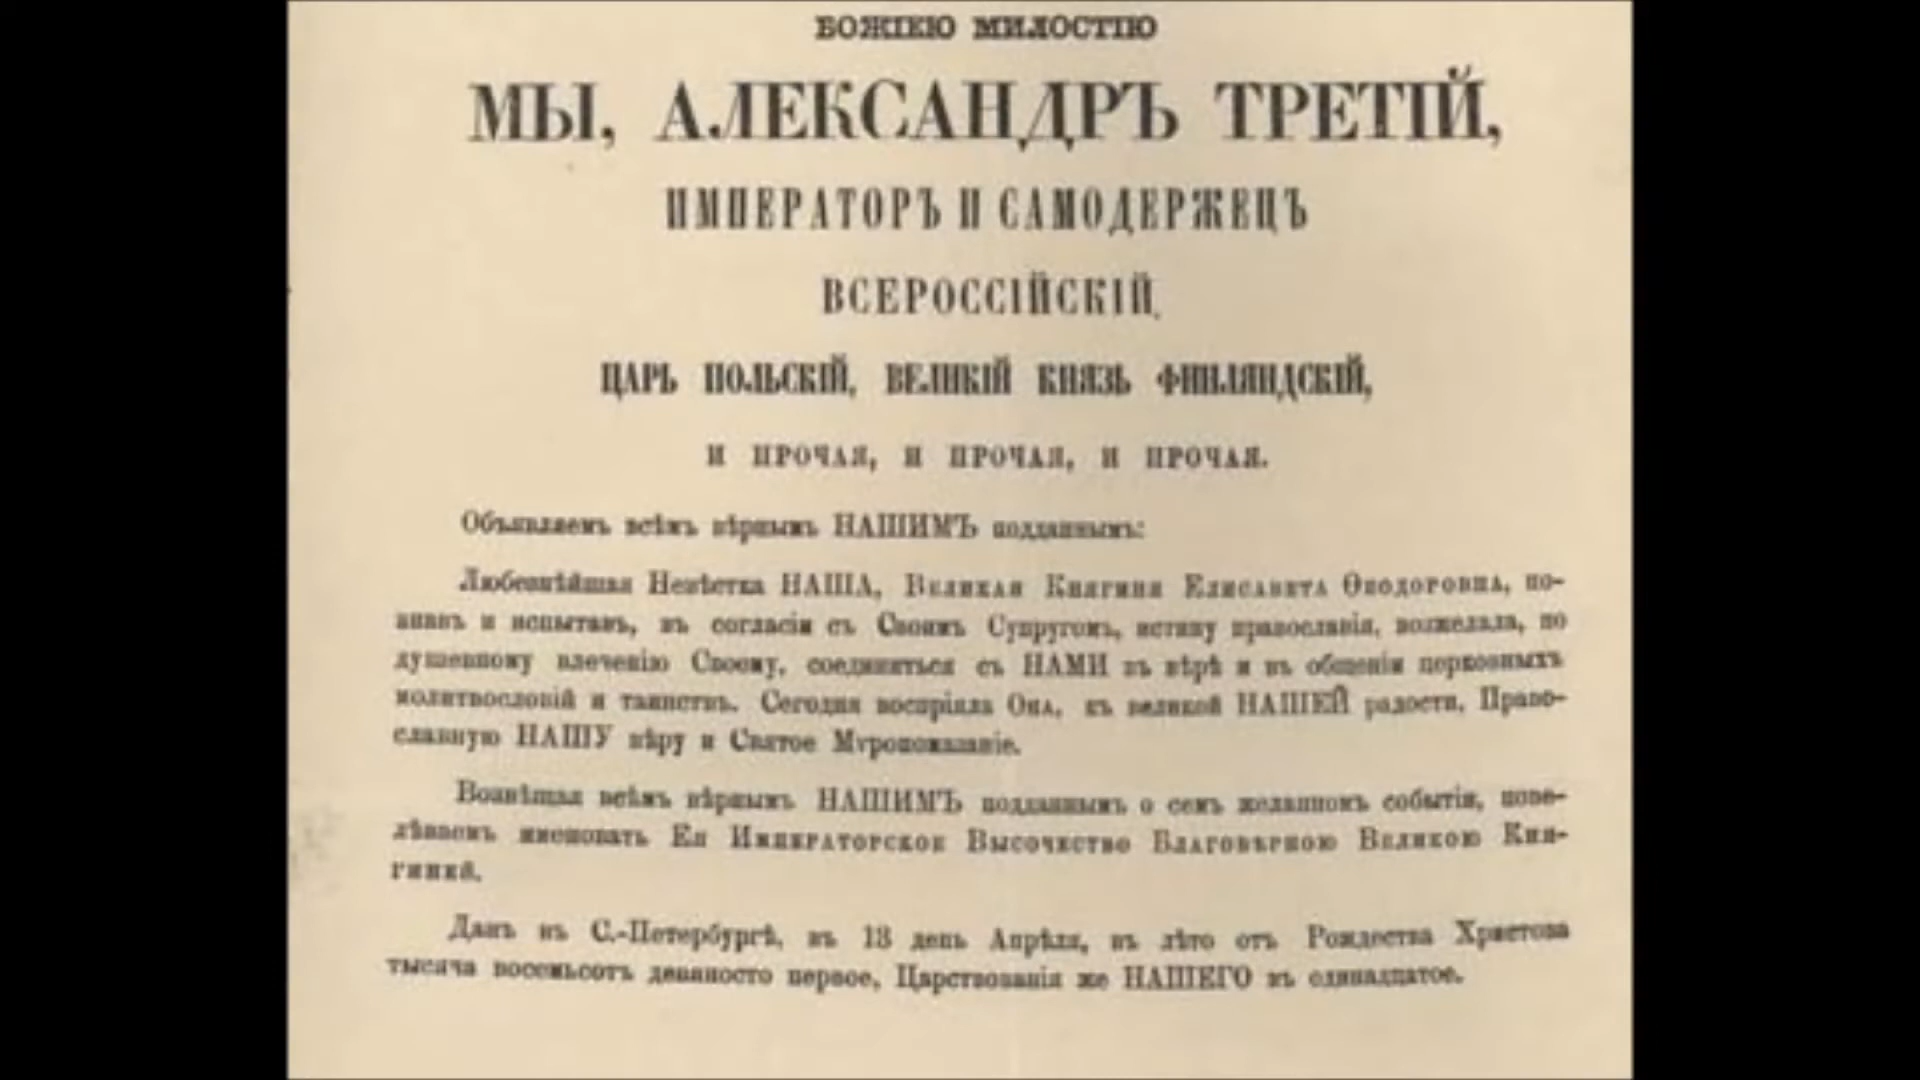 БОЖІЕЮ МИЛОСТІЮ
МЫ, АЛЕКСАНДРЪ ТРЕТІЙ,
ИМПЕРАТОРЪ И САМОДЕРЖЕЦЪ
ВСЕРОССІЙСКІЙ,
ЦАРЬ ПОЛЬСКІЙ, ВЕЛИКІЙ КНЯЗЬ ФИНЛЯНДСКІЙ,
И ПРОЧАЯ, И ПРОЧАЯ, И ПРОЧАЯ.
Объявляемъ всѣмъ вѣрнымъ НАШИМЪ подданнымъ:
Любезнѣйшая Невѣстка НАША, Великая Княгиня Елисавета Ѳеодоровна, по-
знавъ и испытавъ, въ согласіи съ Своимъ Супругомъ, истину православія, возжелала, по
душевному влеченію Своему, соединиться съ НАМИ въ вѣрѣ и въ общеніи церковныхъ
молитвословій и таинствъ. Сегодня воспріяла Она, къ великой НАШЕЙ радости, Право-
славную НАШУ вѣру и Святое Мѵропомазаніе.
Возвѣщая всѣмъ вѣрнымъ НАШИМЪ подданнымъ о семъ желанномъ событіи, пове-
лѣваемъ именовать Ея Императорское Высочество Благовѣрною Великою Кня-
гинею.
Данъ въ С.-Петербургѣ, въ 13 день Апрѣля, въ лѣто отъ Рождества Христова
тысяча восемьсотъ девяносто первое, Царствованія же НАШЕГО въ одинадцатое.